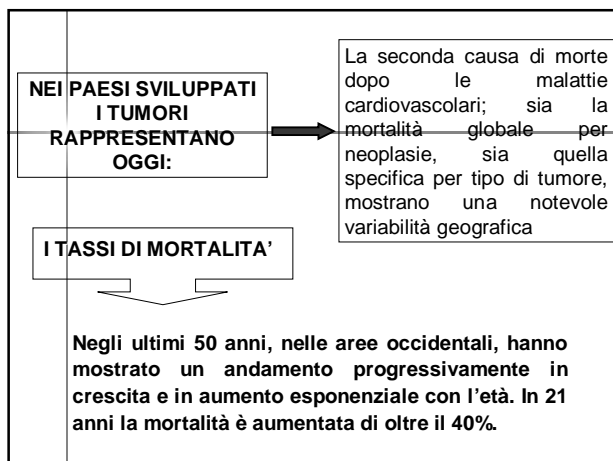 NEI PAESI SVILUPPATI
I TUMORI
RAPPRESENTANO
OGGI:
La seconda causa di morte
dopo le malattie
cardiovascolari; sia la
mortalità globale per
neoplasie, sia quella
specifica per tipo di tumore,
mostrano una notevole
variabilità geografica
I TASSI DI MORTALITA’
Negli ultimi 50 anni, nelle aree occidentali, hanno
mostrato un andamento progressivamente in
crescita e in aumento esponenziale con l’età. In 21
anni la mortalità è aumentata di oltre il 40%.